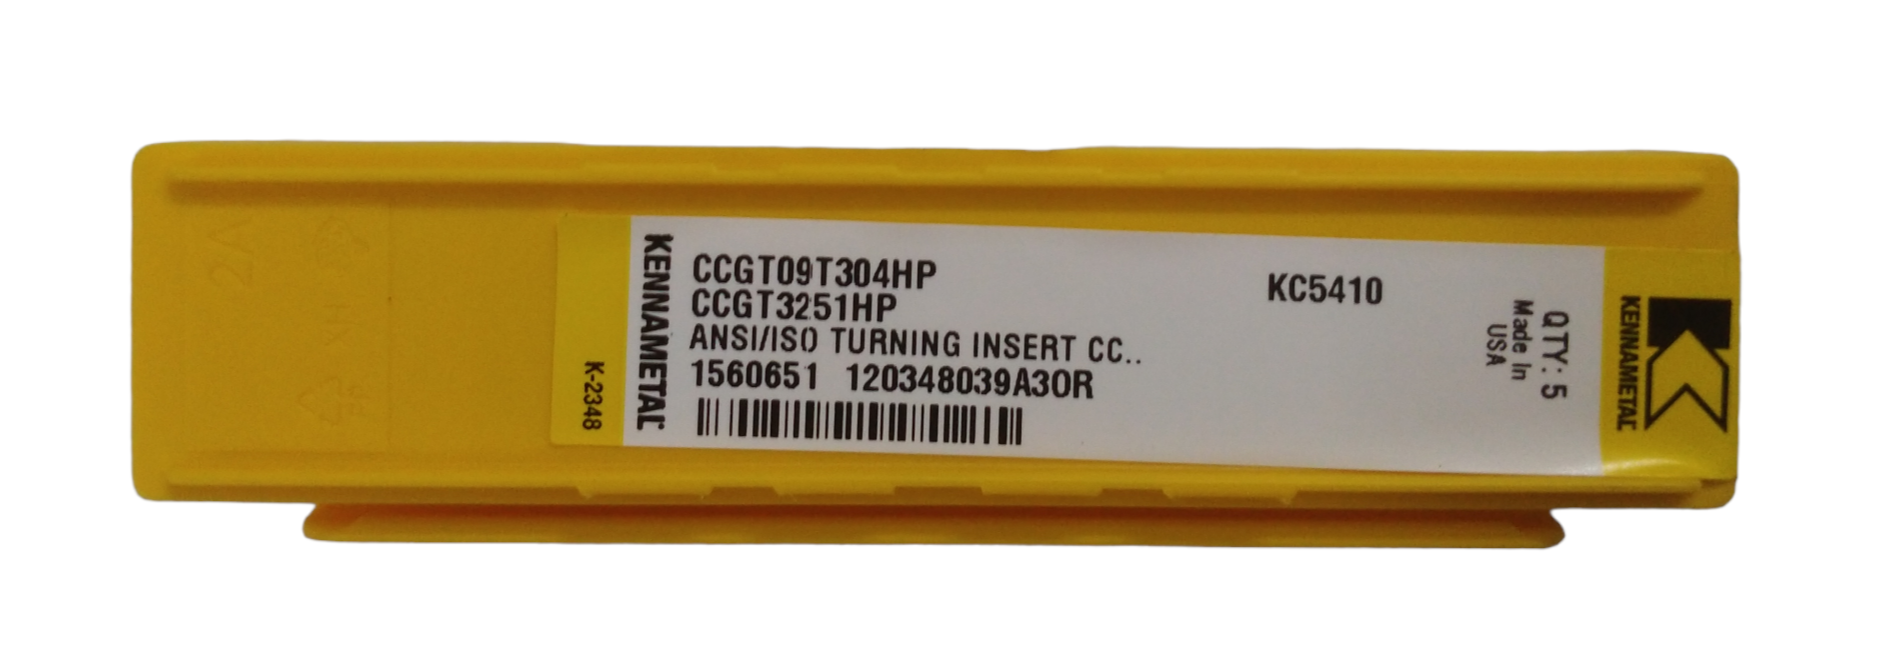 K-2348
KENNAMETAL
CCGT09T304HP
CCGT3251HP
ANSI/ISO TURNING INSERT CC..
1560651 120348039A3OR
KC5410
QTY: 5
Made In
USA
KENNAMETAL